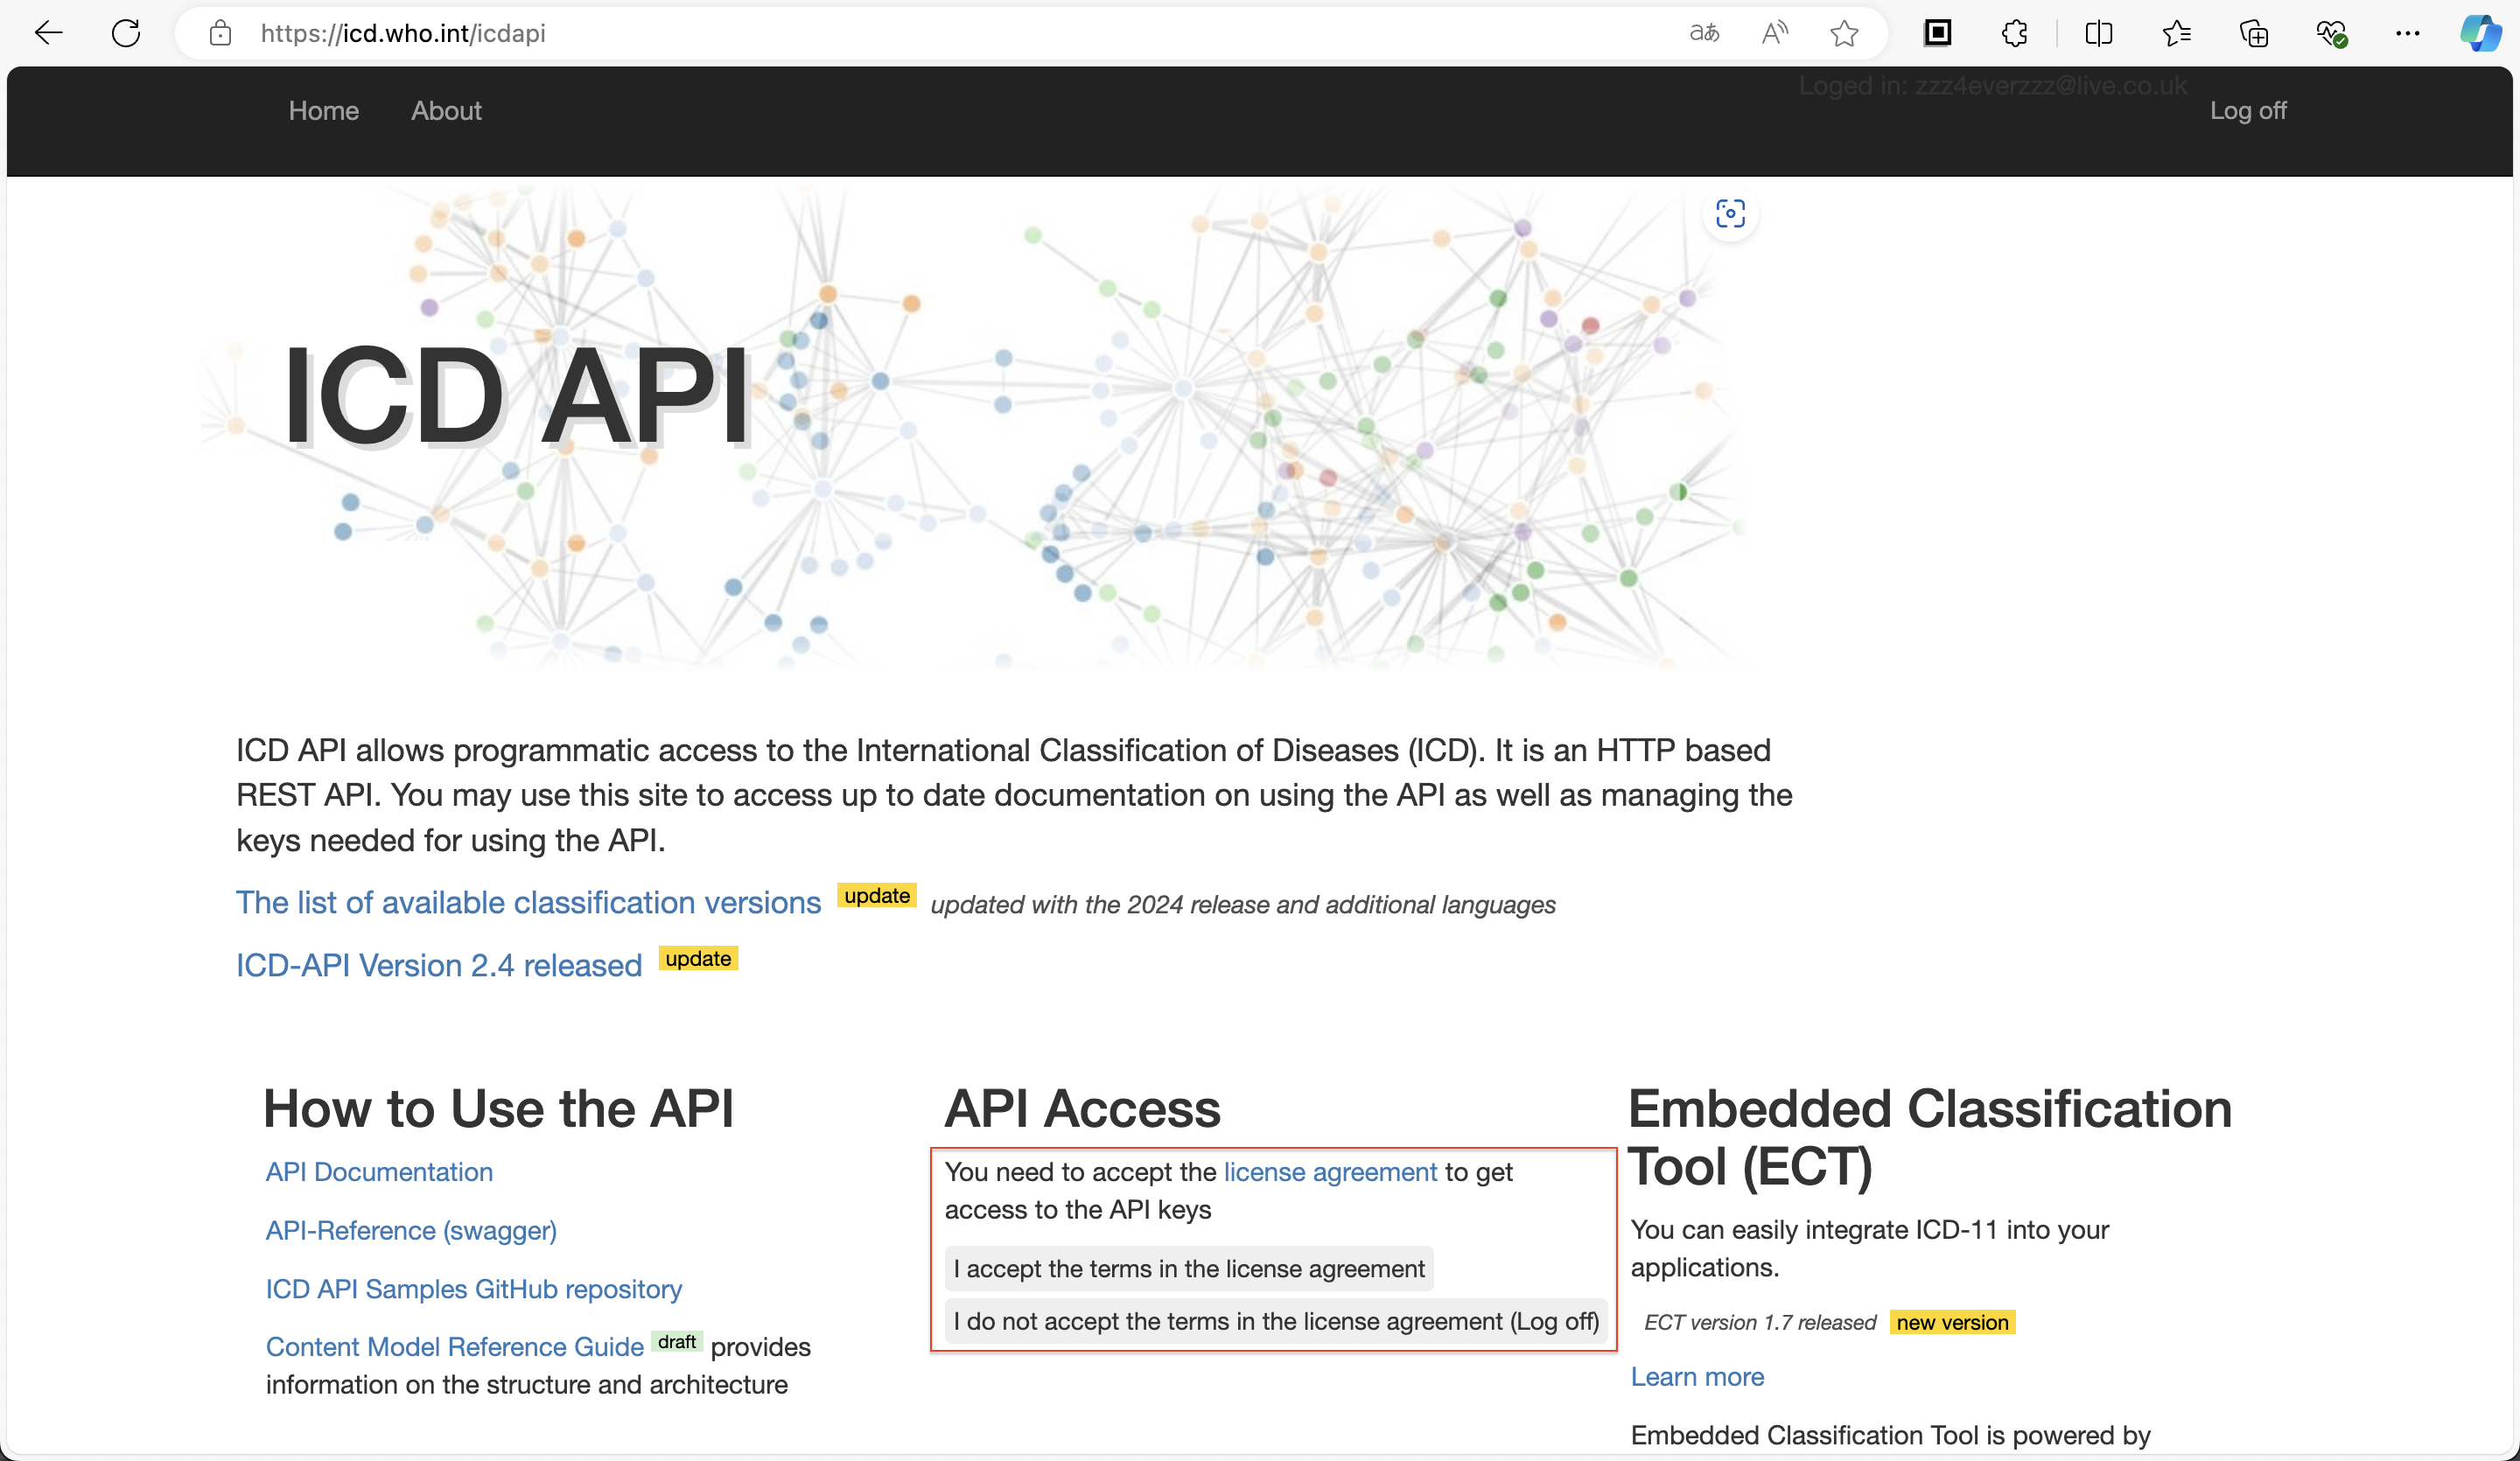 https://icd.who.int/icdapi
aあ
Loged in: zzz4everzzz@live.co.uk
Home About Log off
ICD API
ICD API allows programmatic access to the International Classification of Diseases (ICD). It is an HTTP based
REST API. You may use this site to access up to date documentation on using the API as well as managing the
keys needed for using the API.
The list of available classification versions update updated with the 2024 release and additional languages
ICD-API Version 2.4 released update
How to Use the API
API Documentation
API-Reference (swagger)
ICD API Samples GitHub repository
Content Model Reference Guide draft provides
information on the structure and architecture
API Access
You need to accept the license agreement to get
access to the API keys
I accept the terms in the license agreement
I do not accept the terms in the license agreement (Log off)
Embedded Classification
Tool (ECT)
You can easily integrate ICD-11 into your
applications.
ECT version 1.7 released new version
Learn more
Embedded Classification Tool is powered by